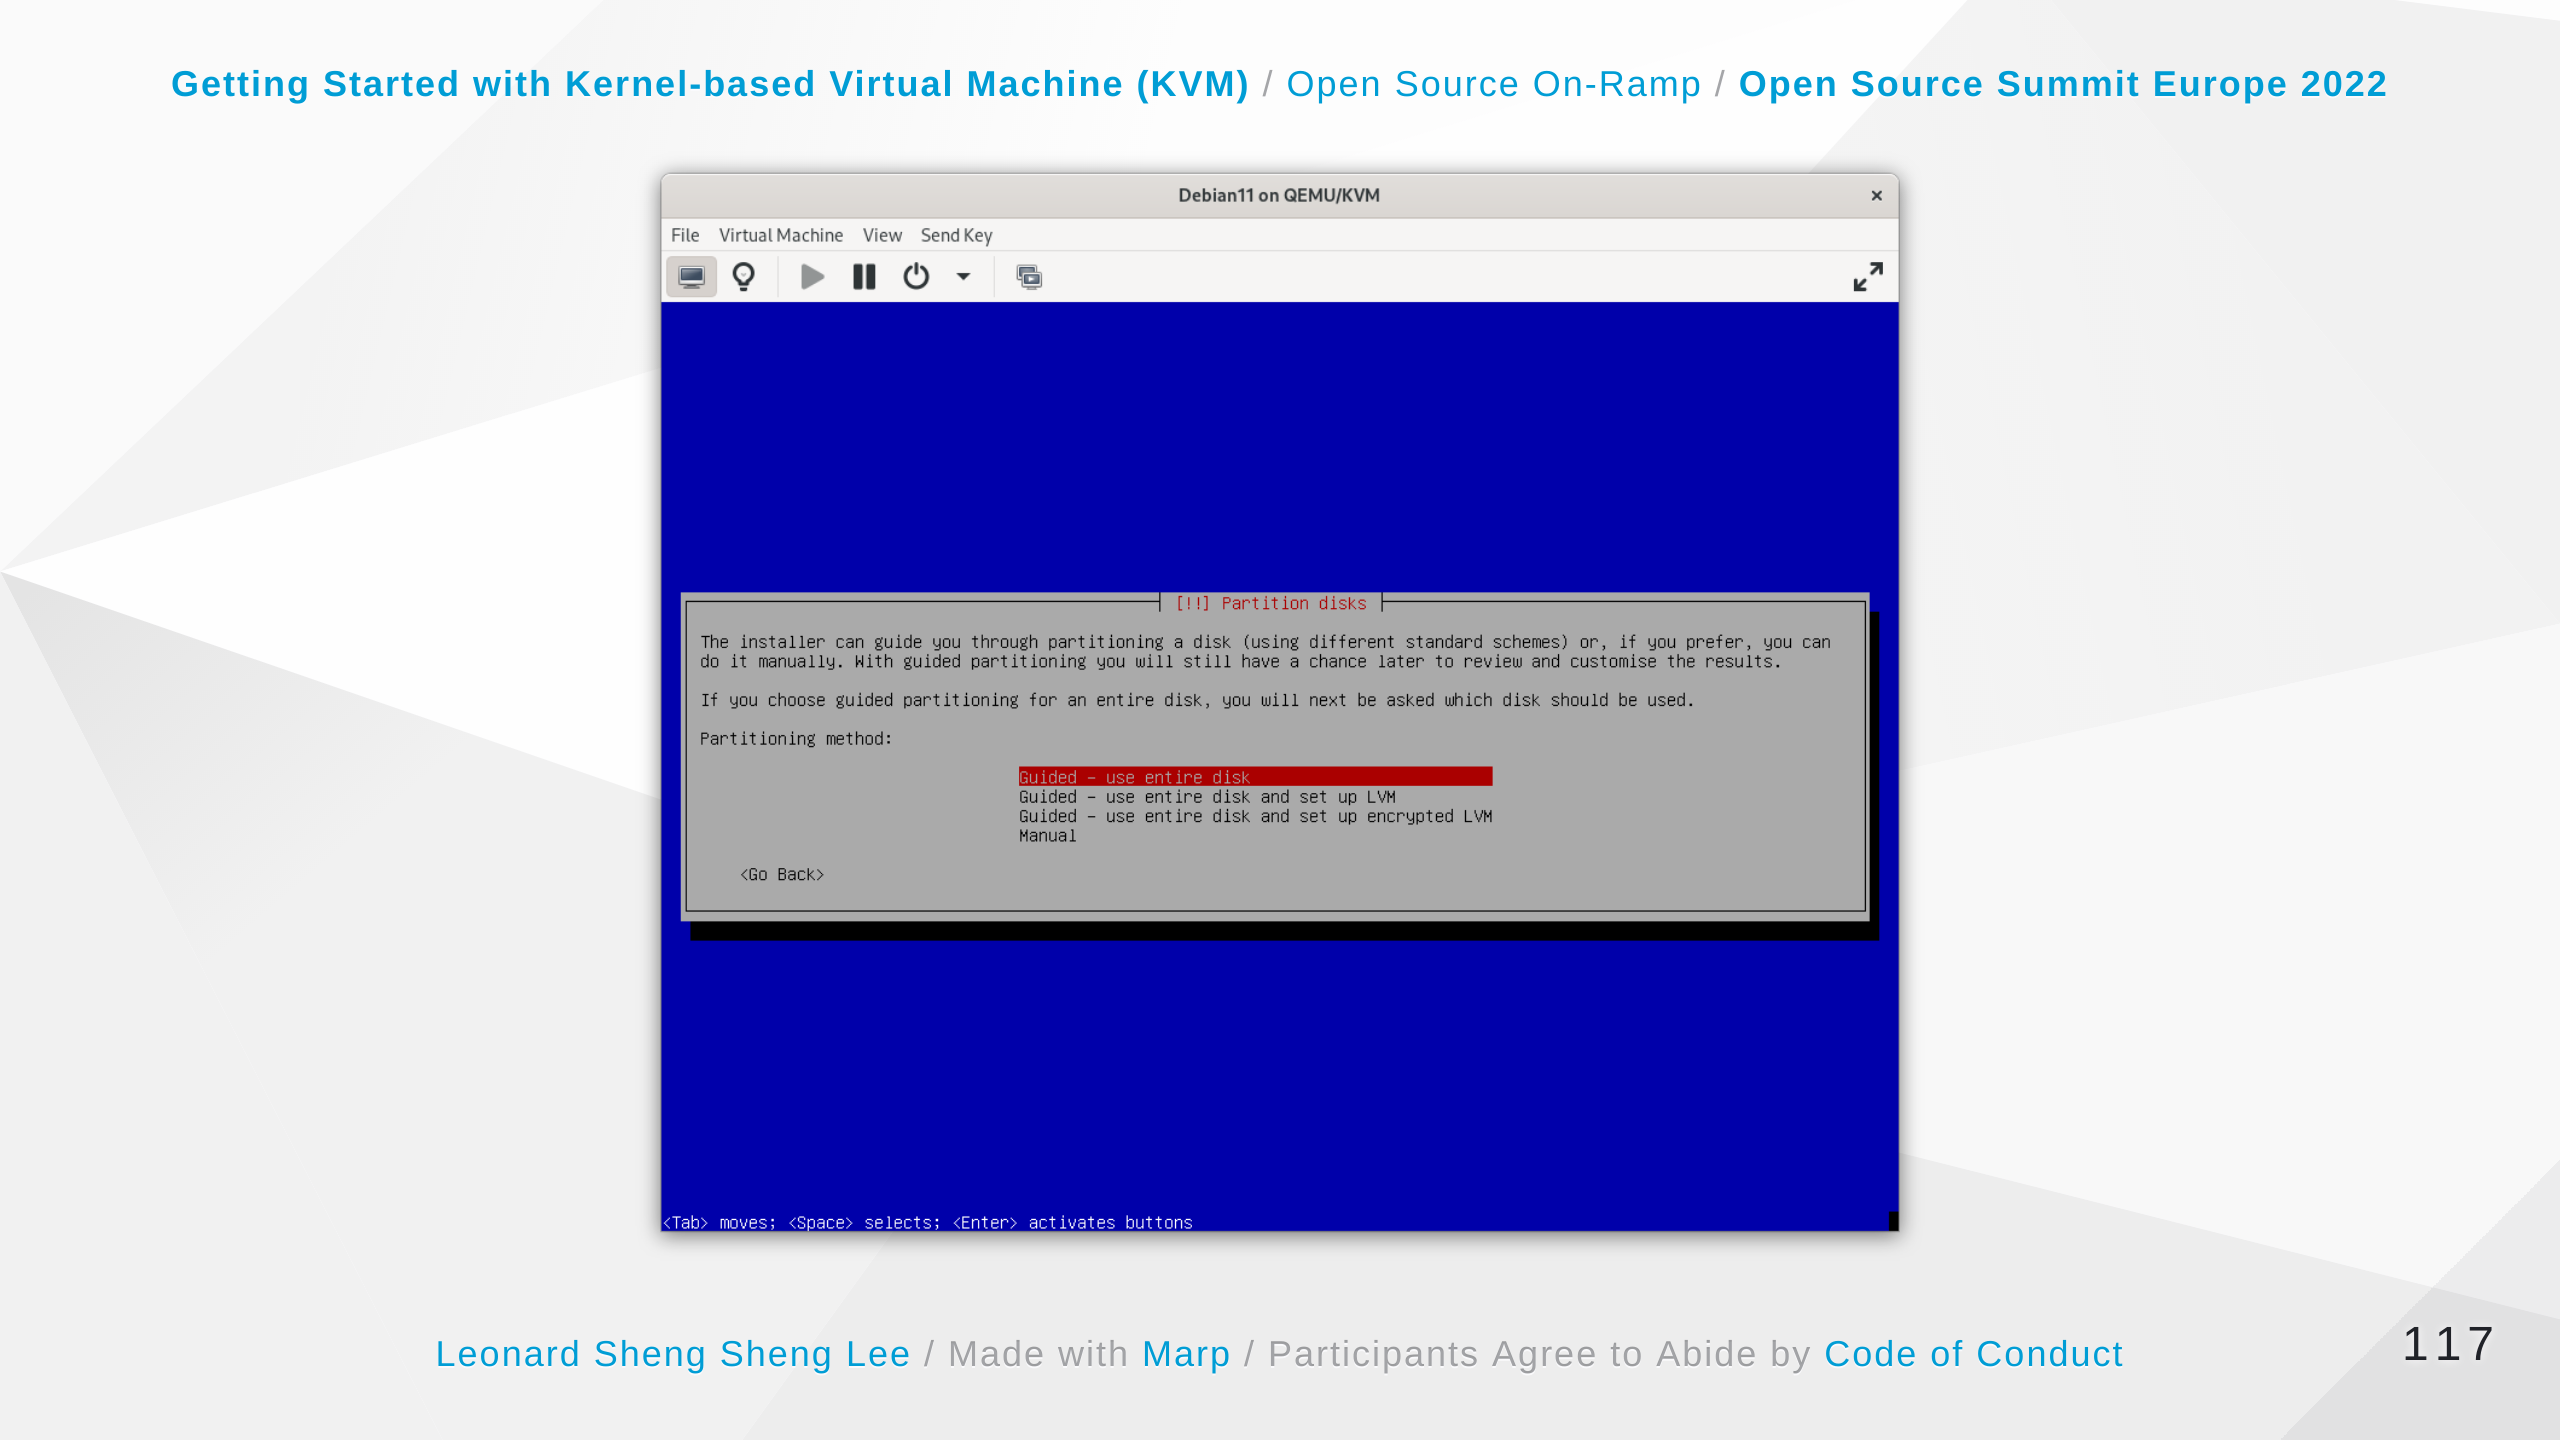 Getting Started with Kernel-based Virtual Machine (KVM) / Open Source On-Ramp / Open Source Summit Europe 2022
Debian11 on QEMU/KVM
File Virtual Machine View Send Key
[!!] Partition disks
The installer can guide you through partitioning a disk (using different standard schemes) or, if you prefer, you can
do it manually. With guided partitioning you will still have a chance later to review and customise the results.
If you choose guided partitioning for an entire disk, you will next be asked which disk should be used.
Partitioning method:
Guided - use entire disk
Guided - use entire disk and set up LVM
Guided - use entire disk and set up encrypted LVM
Manual
<Go Back>
<Tab> moves; <Space> selects; <Enter> activates buttons
Leonard Sheng Sheng Lee / Made with Marp / Participants Agree to Abide by Code of Conduct
117